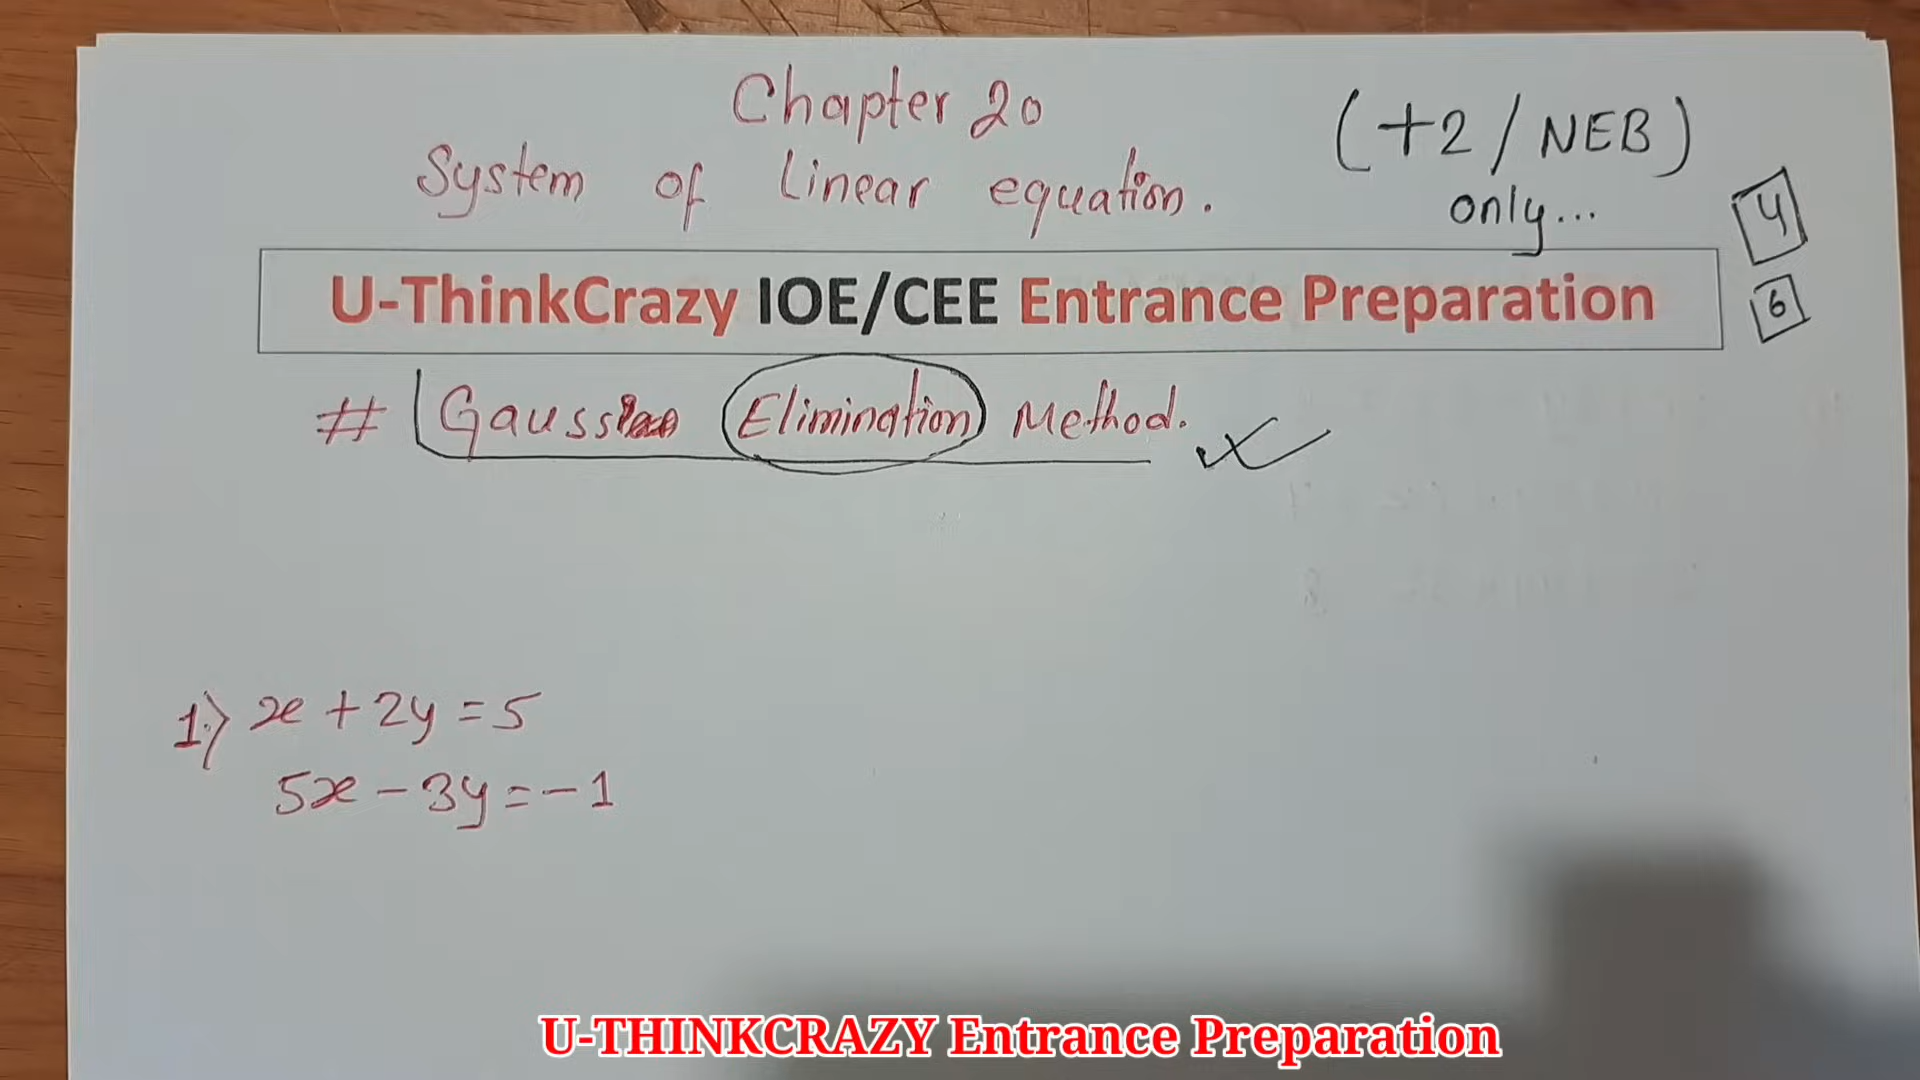 Chapter 20
(+2/NEB)
System of Linear equation.
only...
4
U-ThinkCrazy IOE/CEE Entrance Preparation
6
# Gauss Elimination Method.
1.) x + 2y = 5
5x - 3y = -1
U-THINKCRAZY Entrance Preparation